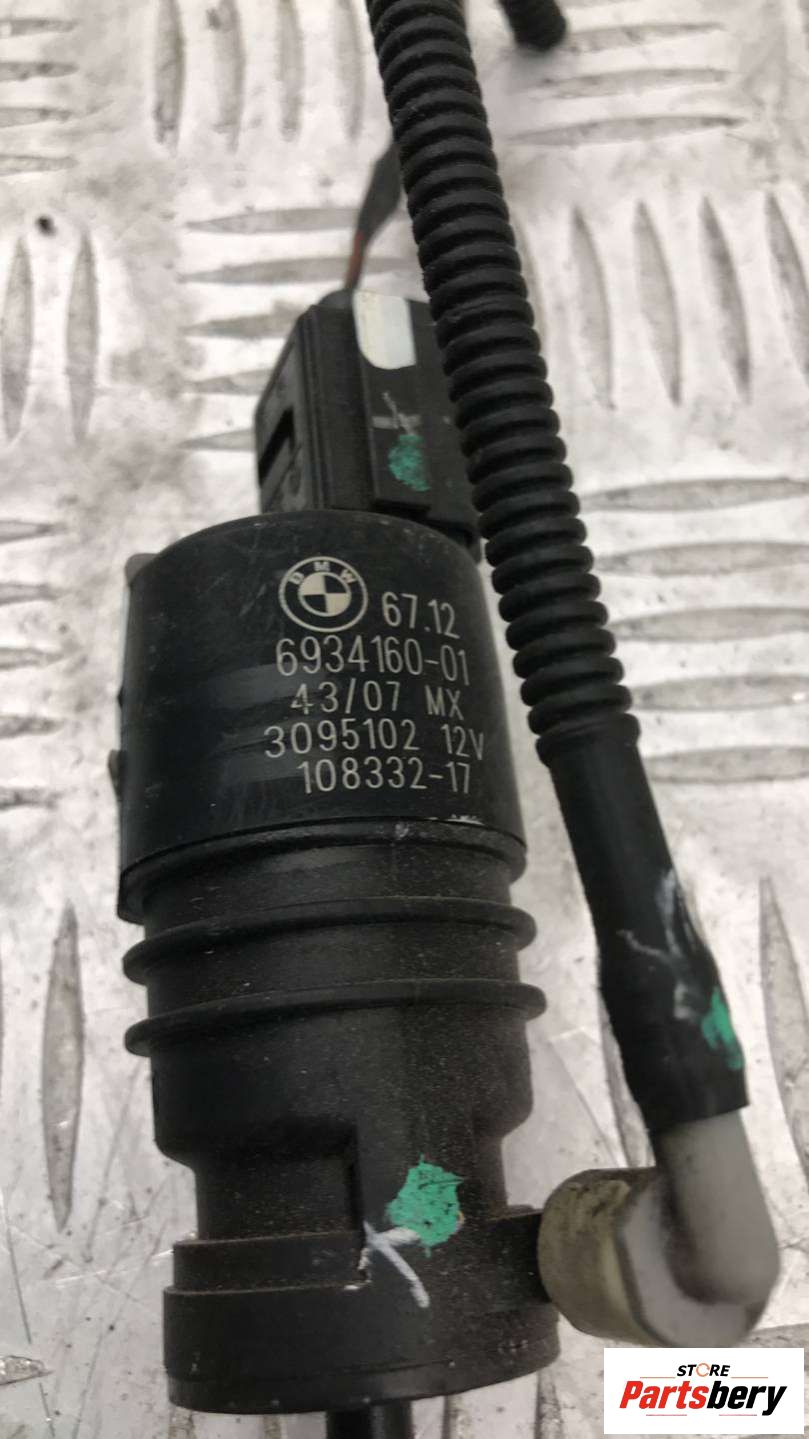 BMW 67.12
6934160-01
43/07 MX
3095102 12V
108332-17
STORE
Partsbery